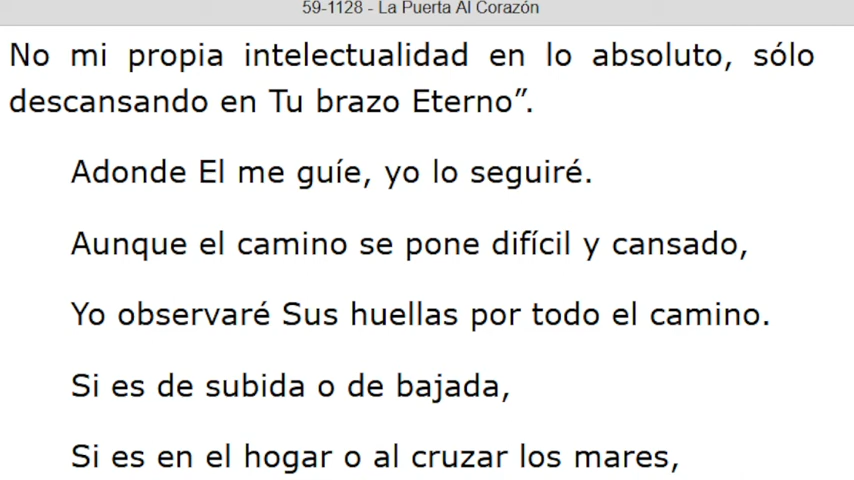 59-1128 - La Puerta Al Corazón
No mi propia intelectualidad en lo absoluto, sólo
descansando en Tu brazo Eterno”.
Adonde El me guíe, yo lo seguiré.
Aunque el camino se pone difícil y cansado,
Yo observaré Sus huellas por todo el camino.
Si es de subida o de bajada,
Si es en el hogar o al cruzar los mares,